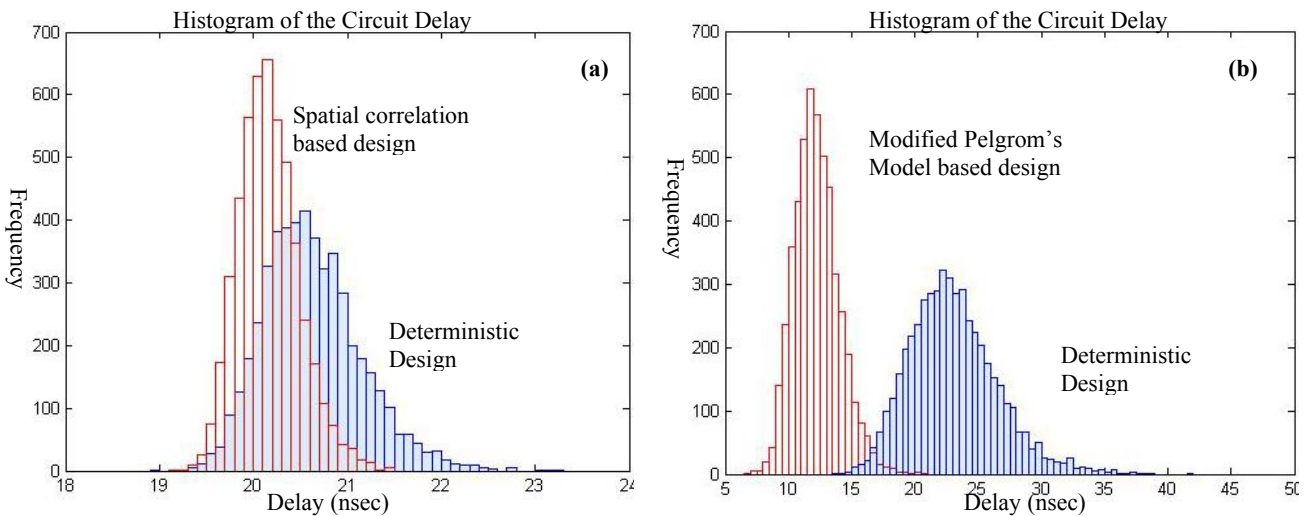 Histogram of the Circuit Delay
700
600
500
400
300
200
100
0
18
19
20
21
22
23
24
Frequency
Delay (nsec)
(a)
Spatial correlation
based design
Deterministic
Design
Histogram of the Circuit Delay
700
600
500
400
300
200
100
0
5
10
15
20
25
30
35
40
45
50
Frequency
Delay (nsec)
(b)
Modified Pelgrom's
Model based design
Deterministic
Design